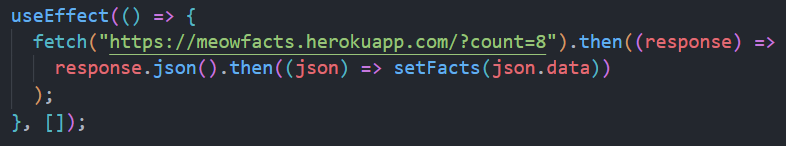 useEffect(() => {
  fetch("https://meowfacts.herokuapp.com/?count=8").then((response) =>
    response.json().then((json) => setFacts(json.data))
  );
}, []);